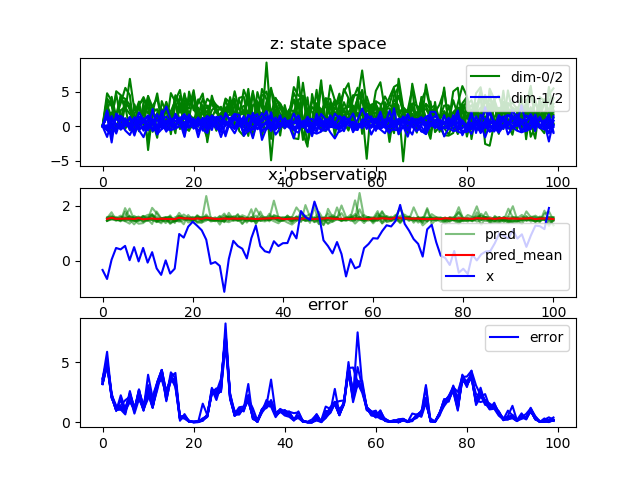 z: state space
dim-0/2
dim-1/2
5
0
−5
0 20 40 60 80 100
x: observation
2
0
pred
pred_mean
x
0 20 40 60 80 100
error
error
5
0
0 20 40 60 80 100